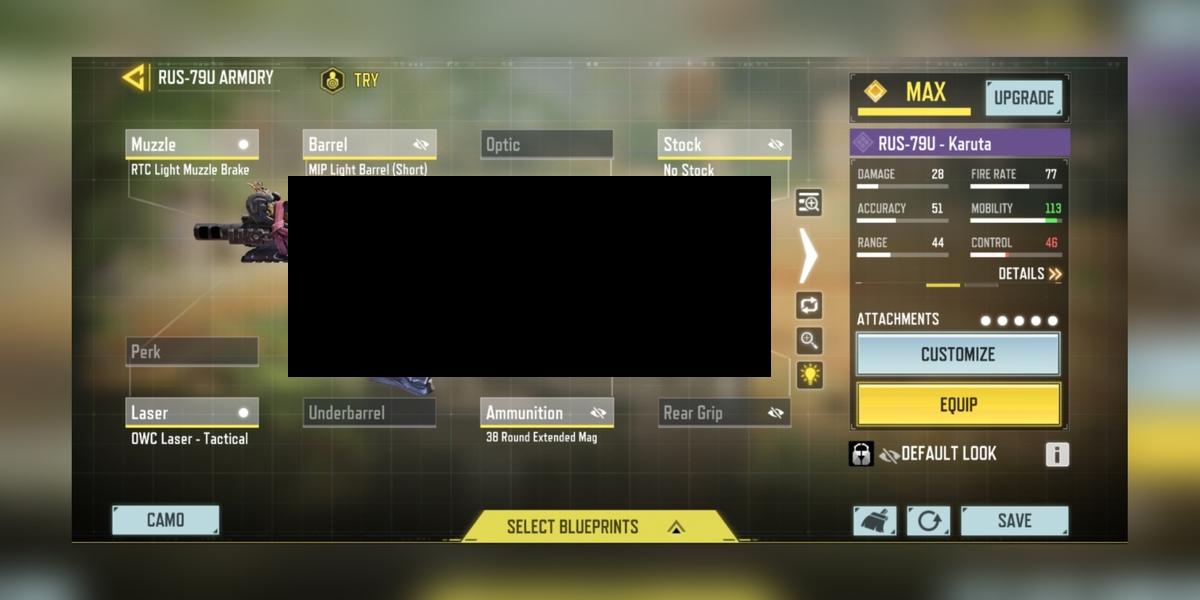 RUS-79U ARMORY
TRY
MAX
UPGRADE
Muzzle
RTC Light Muzzle Brake
Barrel
MIP Light Barrel (Short)
Optic
Stock
No Stock
RUS-79U - Karuta
DAMAGE 28
FIRE RATE 77
ACCURACY 51
MOBILITY 113
RANGE 44
CONTROL 46
DETAILS
ATTACHMENTS
CUSTOMIZE
EQUIP
Perk
Laser
OWC Laser - Tactical
Underbarrel
Ammunition
38 Round Extended Mag
Rear Grip
DEFAULT LOOK
CAMO
SELECT BLUEPRINTS
SAVE